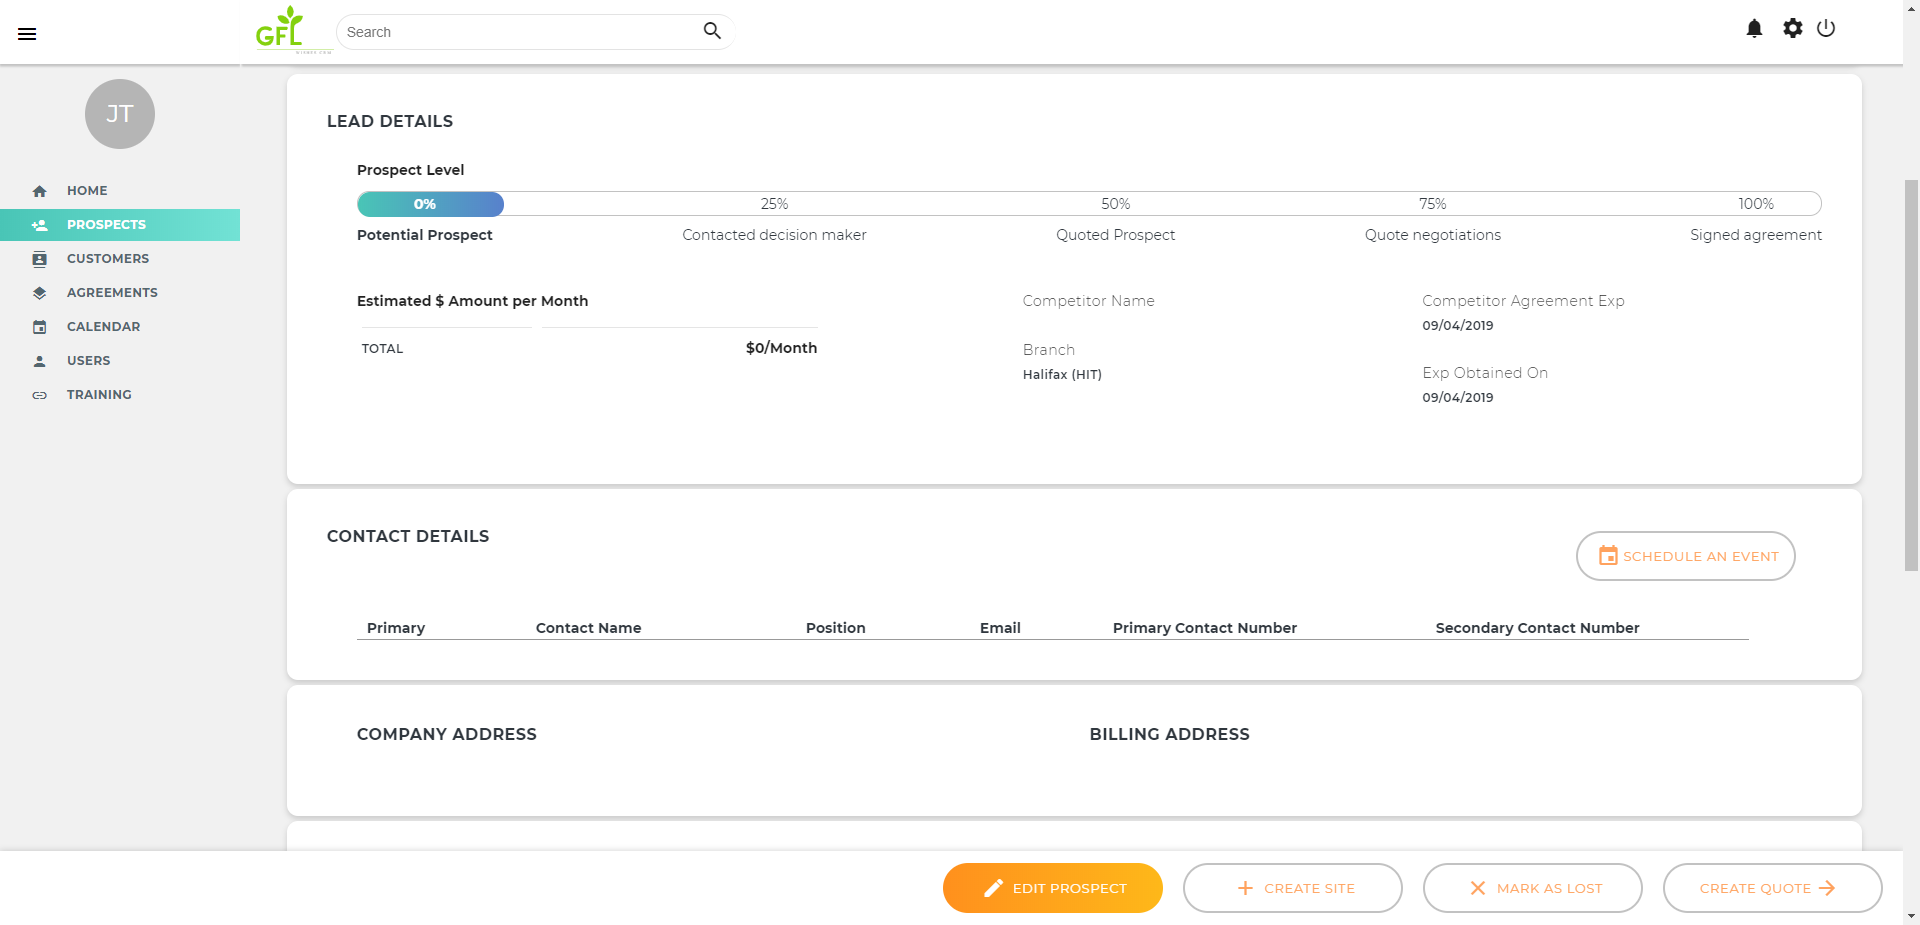 GFL
Search
JT
HOME
PROSPECTS
CUSTOMERS
AGREEMENTS
CALENDAR
USERS
TRAINING
LEAD DETAILS
Prospect Level
0% 25% 50% 75% 100%
Potential Prospect Contacted decision maker Quoted Prospect Quote negotiations Signed agreement
Estimated $ Amount per Month
TOTAL $0/Month
Competitor Name
Branch
Halifax (HIT)
Competitor Agreement Exp
09/04/2019
Exp Obtained On
09/04/2019
CONTACT DETAILS
SCHEDULE AN EVENT
Primary Contact Name Position Email Primary Contact Number Secondary Contact Number
COMPANY ADDRESS
BILLING ADDRESS
EDIT PROSPECT
CREATE SITE
MARK AS LOST
CREATE QUOTE